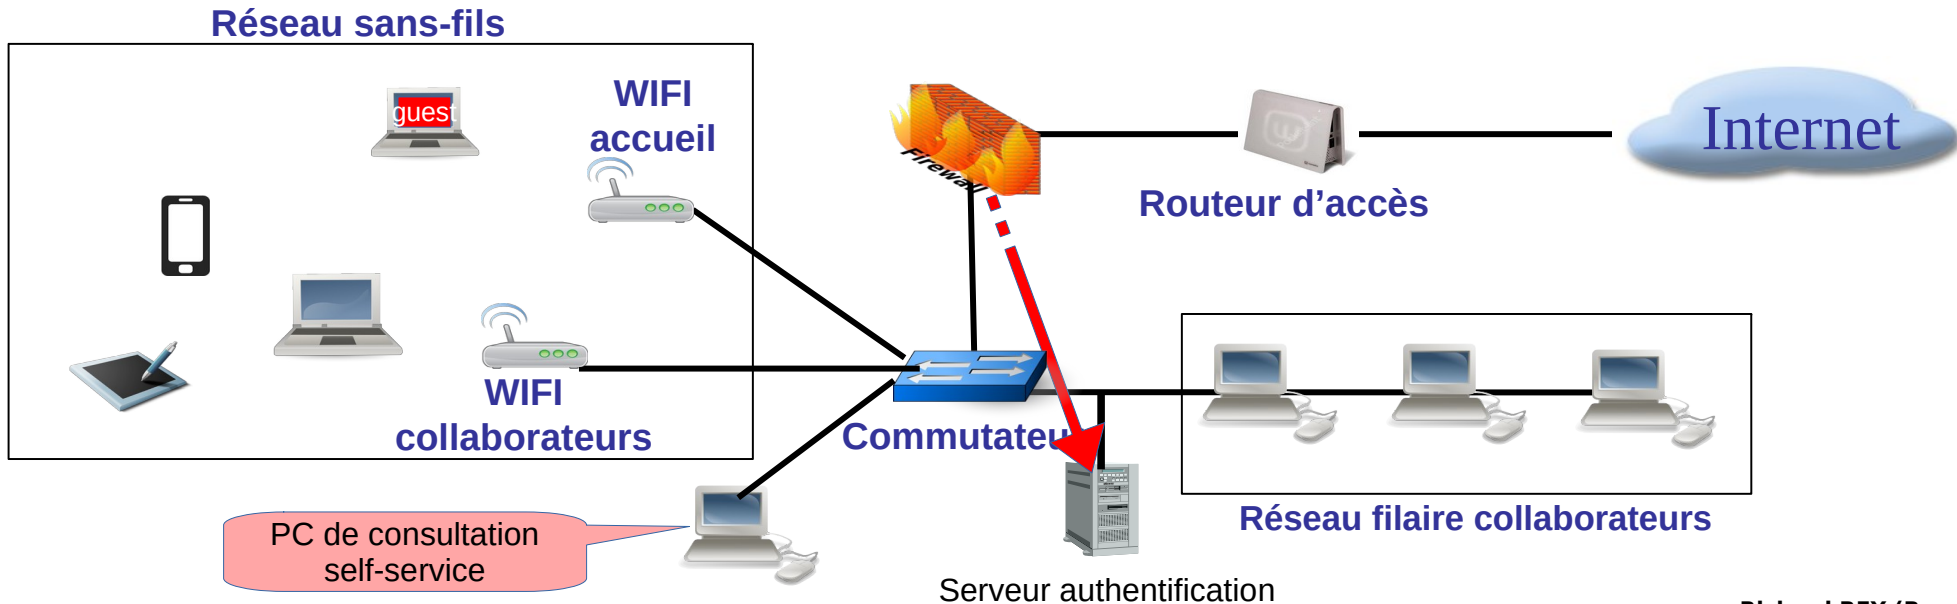 Réseau sans-fils
guest
WIFI
accueil
Firewall
Internet
Routeur d’accès
WIFI
collaborateurs
Commutateu
PC de consultation
self-service
Réseau filaire collaborateurs
Serveur authentification